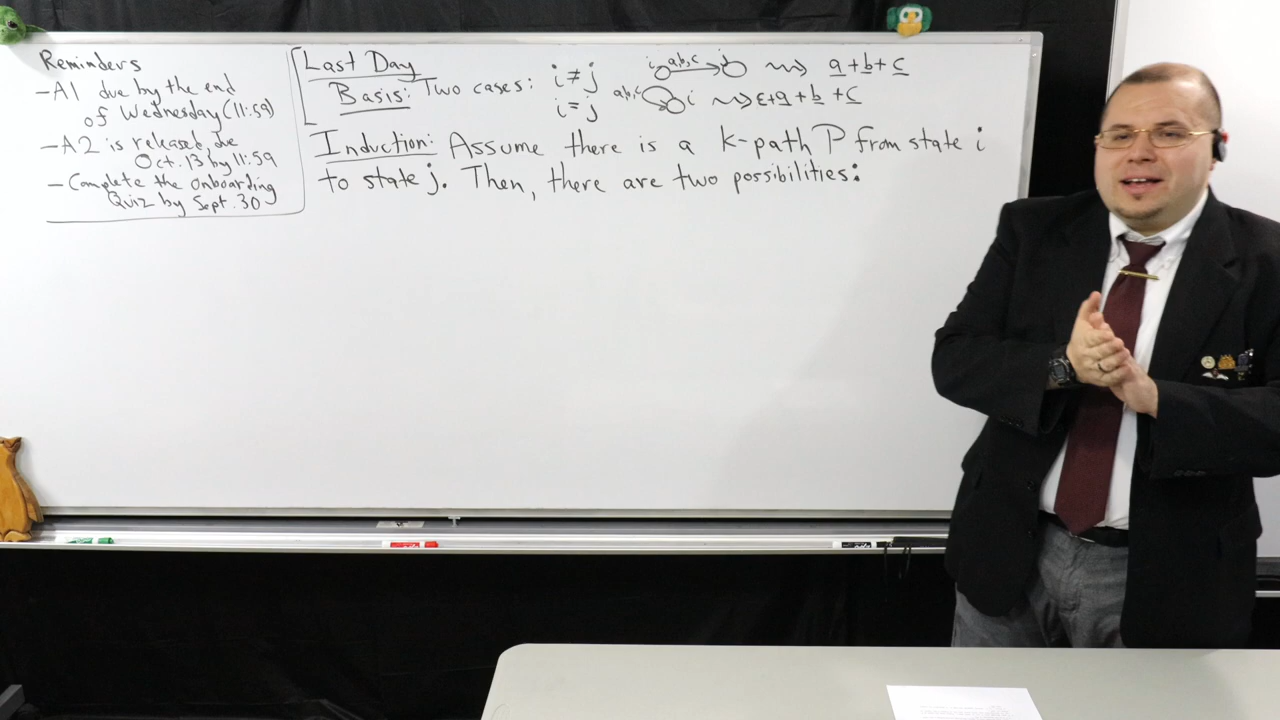 Reminders
-A1 due by the end
of Wednesday (11:59)
-A2 is released, due
Oct. 13 by 11:59
-Complete the Onboarding
Quiz by Sept. 30
Last Day
Basis: Two cases: i≠j i a,b,c j ⇝ a+b+c
i=j a,b,c i ⇝ ε+a+b+c
Induction: Assume there is a k-path P from state i
to state j. Then, there are two possibilities: